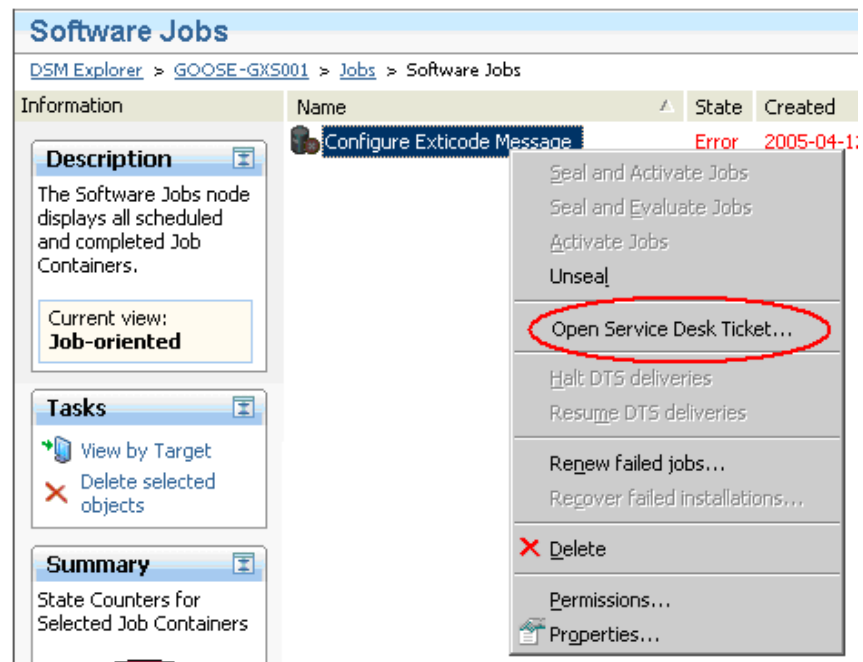 Software Jobs
DSM Explorer > GOOSE-GXS001 > Jobs > Software Jobs
Information
Name State Created
Configure Exticode Message Error 2005-04-12
Description
The Software Jobs node
displays all scheduled
and completed Job
Containers.
Current view:
Job-oriented
Tasks
View by Target
Delete selected
objects
Summary
State Counters for
Selected Job Containers
Seal and Activate Jobs
Seal and Evaluate Jobs
Activate Jobs
Unseal
Open Service Desk Ticket...
Halt DTS deliveries
Resume DTS deliveries
Renew failed jobs...
Recover failed installations...
Delete
Permissions...
Properties...